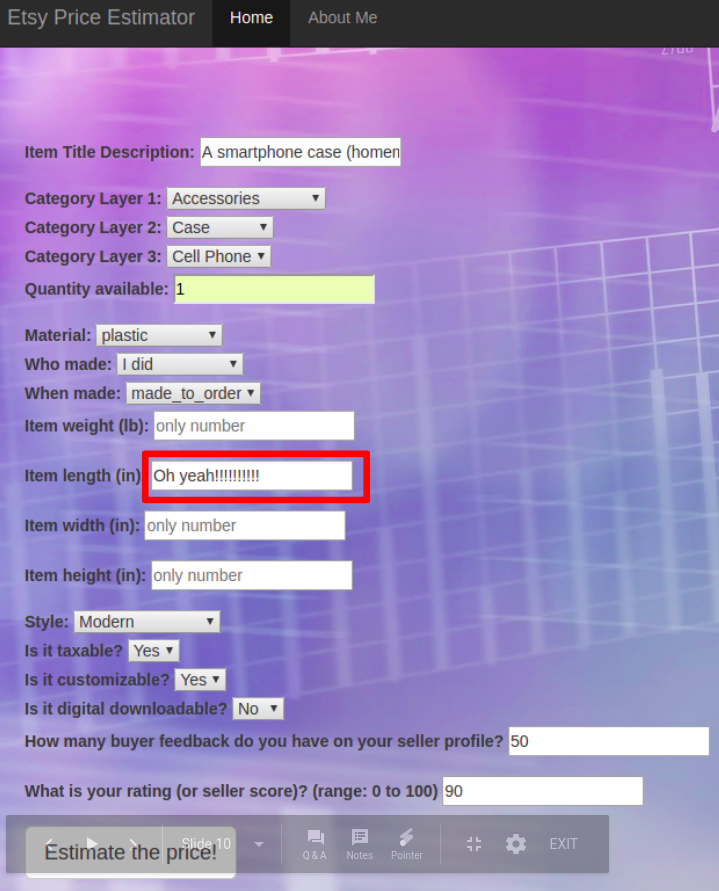 Etsy Price Estimator Home About Me
Item Title Description: A smartphone case (homen
Category Layer 1: Accessories
Category Layer 2: Case
Category Layer 3: Cell Phone
Quantity available: 1
Material: plastic
Who made: I did
When made: made_to_order
Item weight (lb): only number
Item length (in) Oh yeah!!!!!!!!!!
Item width (in): only number
Item height (in): only number
Style: Modern
Is it taxable? Yes
Is it customizable? Yes
Is it digital downloadable? No
How many buyer feedback do you have on your seller profile? 50
What is your rating (or seller score)? (range: 0 to 100) 90
Slide 10 Q & A Notes Pointer EXIT
Estimate the price!